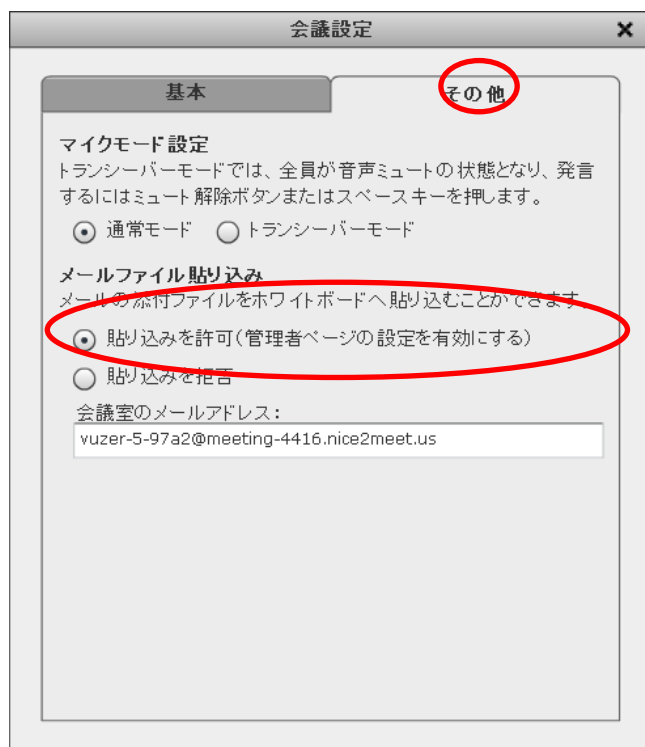 会議設定
基本
その他
マイクモード設定
トランシーバーモードでは、全員が音声ミュートの状態となり、発言
するにはミュート解除ボタンまたはスペースキーを押します。
通常モード トランシーバーモード
メールファイル貼り込み
メールの添付ファイルをホワイトボードへ貼り込むことができます。
貼り込みを許可(管理者ページの設定を有効にする)
貼り込みを拒否
会議室のメールアドレス:
vuzer-5-97a2@meeting-4416.nice2meet.us